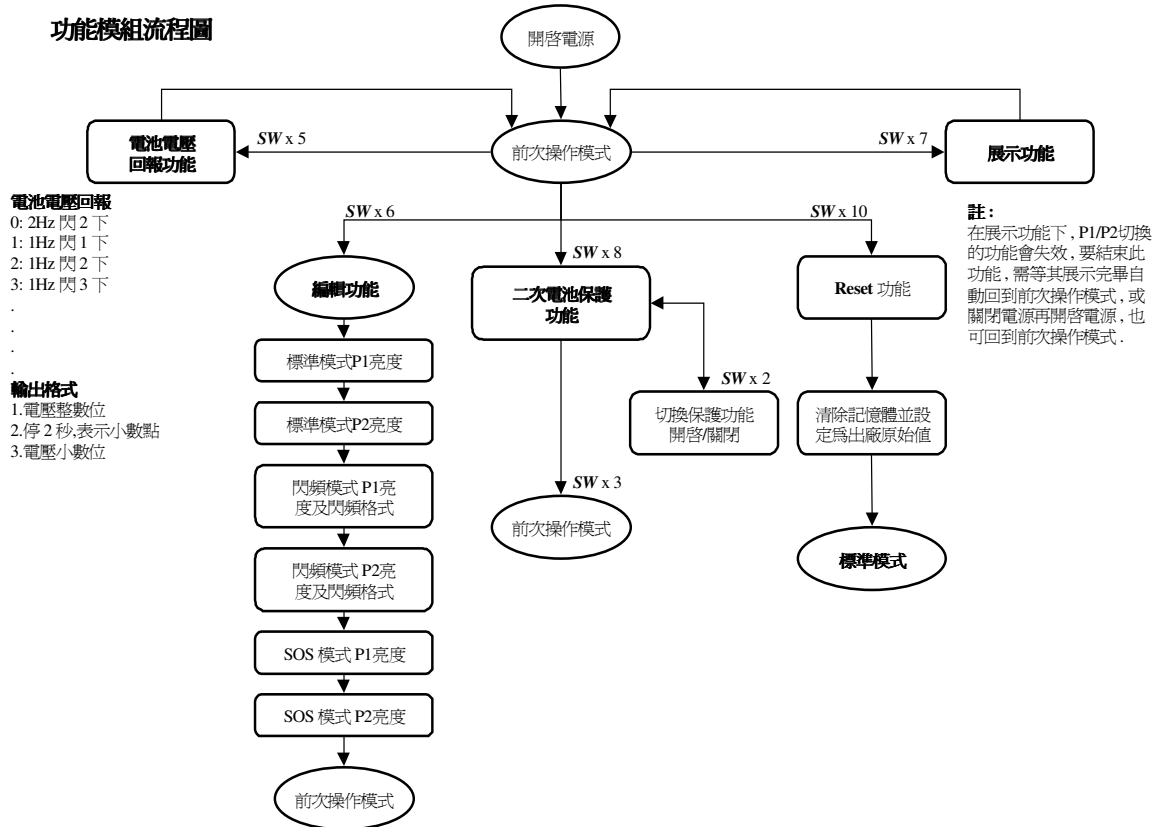 功能模組流程圖
開啓電源
電池電壓
回報功能
SW x 5
前次操作模式
SW x 7
展示功能
電池電壓回報
0: 2Hz 閃 2 下
1: 1Hz 閃 1 下
2: 1Hz 閃 2 下
3: 1Hz 閃 3 下
.
.
.
.
輸出格式
1.電壓整數位
2.停 2 秒,表示小數點
3.電壓小數位
SW x 6
編輯功能
標準模式P1亮度
標準模式P2亮度
閃頻模式 P1亮
度及閃頻格式
閃頻模式 P2亮
度及閃頻格式
SOS 模式 P1亮度
SOS 模式 P2亮度
前次操作模式
SW x 8
二次電池保護
功能
SW x 2
切換保護功能
開啓/關閉
SW x 3
前次操作模式
SW x 10
Reset 功能
清除記憶體並設
定爲出廠原始值
標準模式
註 :
在展示功能下 , P1/P2切換
的功能會失效 , 要結束此
功能 , 需等其展示完畢自
動回到前次操作模式 , 或
關閉電源再開啓電源 , 也
可回到前次操作模式 .